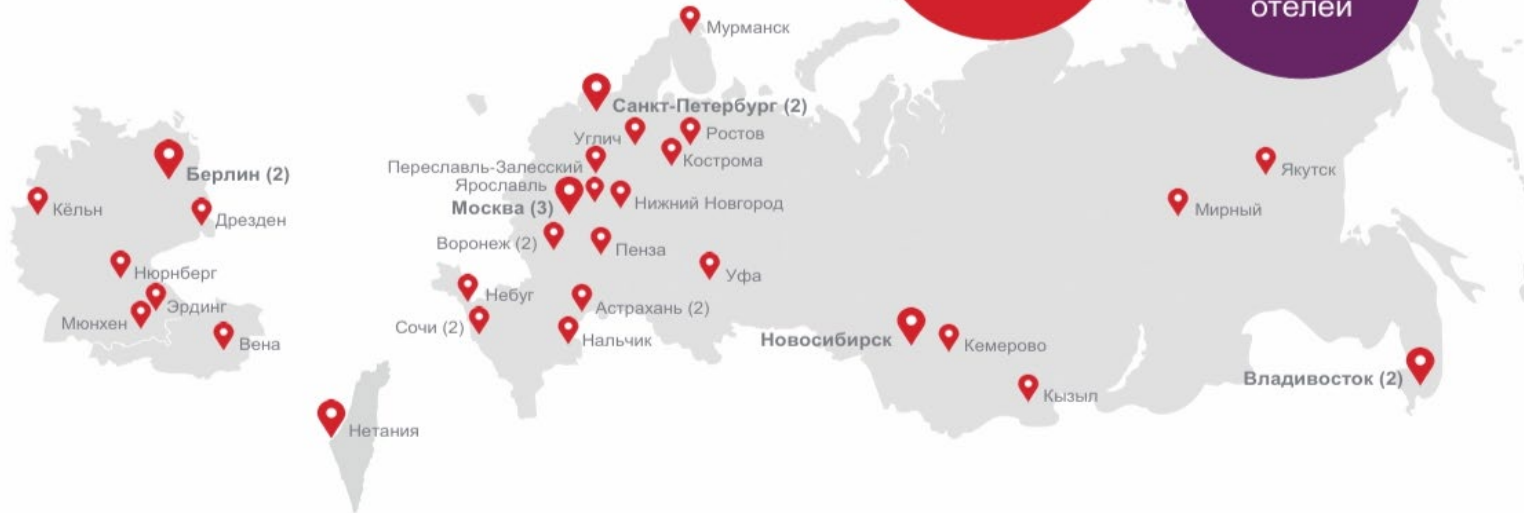 отелей
Мурманск
Санкт-Петербург (2)
Углич
Ростов
Кострома
Переславль-Залесский
Ярославль
Москва (3)
Нижний Новгород
Воронеж (2)
Пенза
Уфа
Небуг
Астрахань (2)
Сочи (2)
Нальчик
Берлин (2)
Кёльн
Дрезден
Нюрнберг
Эрдинг
Мюнхен
Вена
Нетания
Новосибирск
Кемерово
Кызыл
Якутск
Мирный
Владивосток (2)